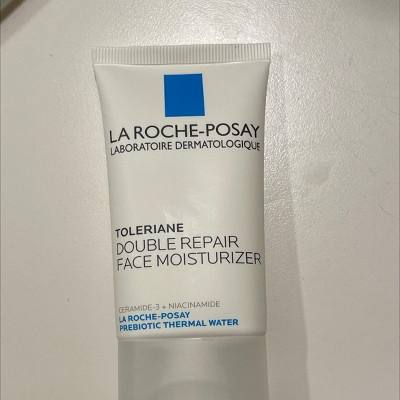 LA ROCHE-POSAY
LABORATOIRE DERMATOLOGIQUE
TOLERIANE
DOUBLE REPAIR
FACE MOISTURIZER
CERAMIDE-3 + NIACINAMIDE
LA ROCHE-POSAY
PREBIOTIC THERMAL WATER